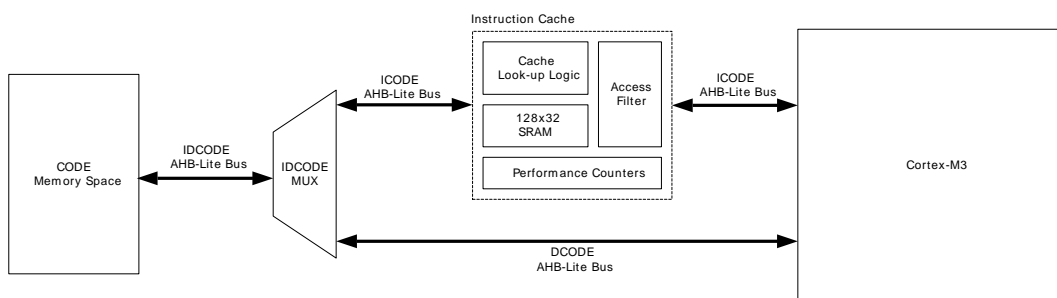 Instruction Cache
Cache
Look-up Logic
Access
Filter
128x32
SRAM
Performance Counters
ICODE
AHB-Lite Bus
ICODE
AHB-Lite Bus
IDCODE
AHB-Lite Bus
CODE
Memory Space
IDCODE
MUX
Cortex-M3
DCODE
AHB-Lite Bus